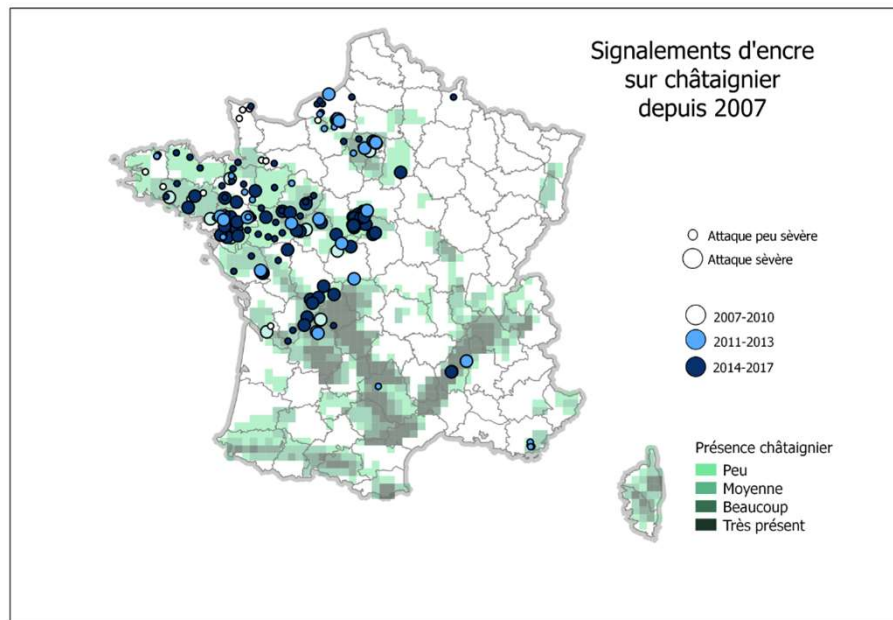 Signalements d'encre
sur châtaignier
depuis 2007
Attaque peu sèvère
Attaque sèvère
2007-2010
2011-2013
2014-2017
Présence châtaignier
Peu
Moyenne
Beaucoup
Très présent